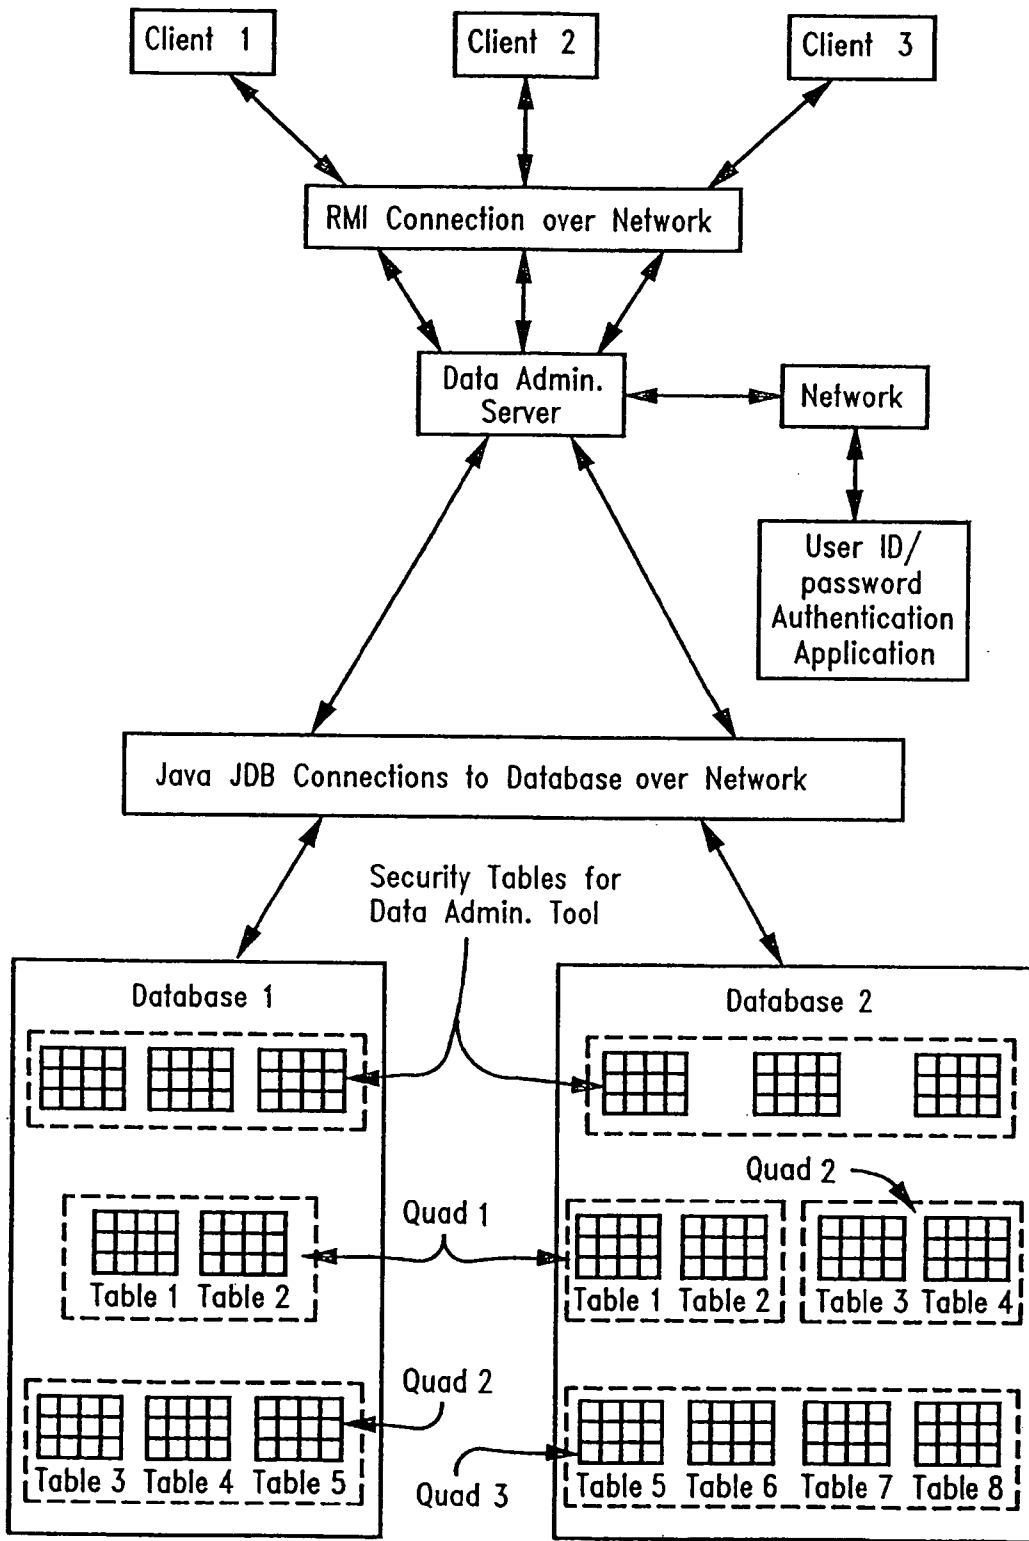 Client 1
Client 2
Client 3
RMI Connection over Network
Data Admin.
Server
Network
User ID/
password
Authentication
Application
Java JDB Connections to Database over Network
Security Tables for
Data Admin. Tool
Database 1
Database 2
Quad 2
Quad 1
Table 1 Table 2
Table 1 Table 2
Table 3 Table 4
Quad 2
Table 3 Table 4 Table 5
Quad 3
Table 5 Table 6 Table 7 Table 8